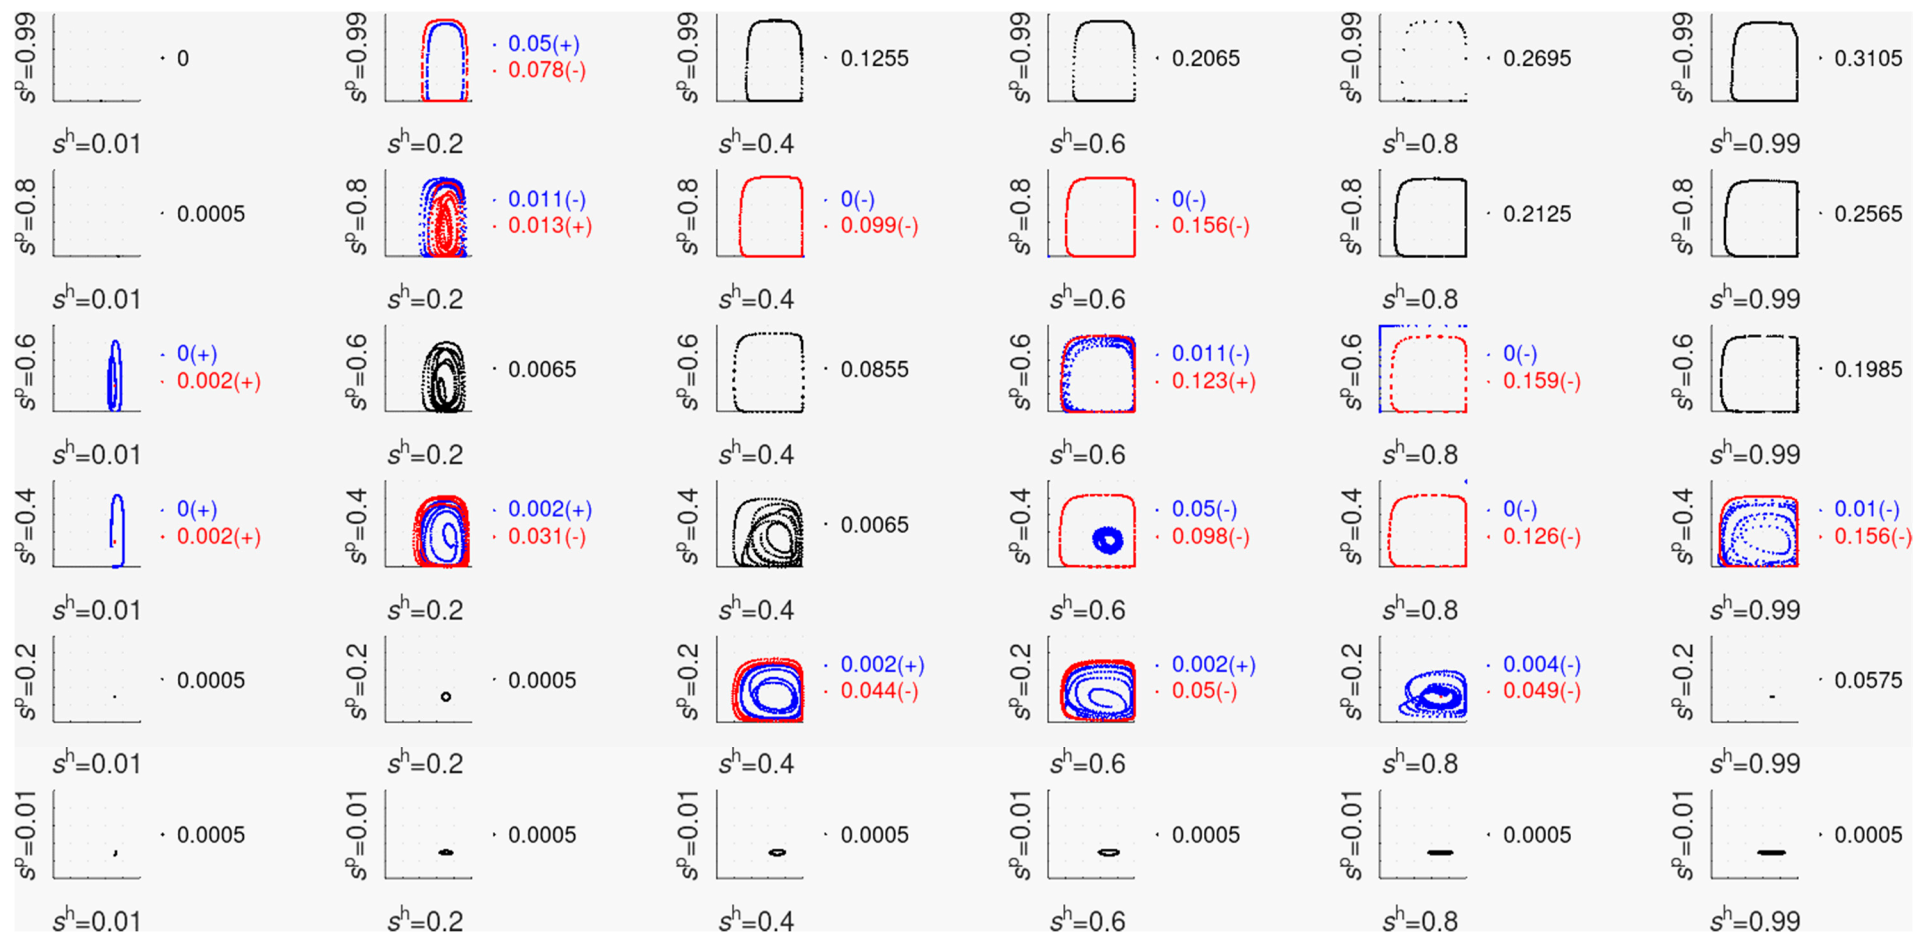 s^p=0.99 0 s^p=0.99 0.05(+) s^p=0.99 0.1255 s^p=0.99 0.2065 s^p=0.99 0.2695 s^p=0.99 0.3105
0.078(-)
s^h=0.01 s^h=0.2 s^h=0.4 s^h=0.6 s^h=0.8 s^h=0.99
s^p=0.8 0.0005 s^p=0.8 0.011(-) s^p=0.8 0(-) s^p=0.8 0(-) s^p=0.8 0.2125 s^p=0.8 0.2565
0.013(+) 0.099(-) 0.156(-)
s^h=0.01 s^h=0.2 s^h=0.4 s^h=0.6 s^h=0.8 s^h=0.99
s^p=0.6 0(+) s^p=0.6 0.0065 s^p=0.6 0.0855 s^p=0.6 0.011(-) s^p=0.6 0(-) s^p=0.6 0.1985
0.002(+) 0.123(+) 0.159(-)
s^h=0.01 s^h=0.2 s^h=0.4 s^h=0.6 s^h=0.8 s^h=0.99
s^p=0.4 0(+) s^p=0.4 0.002(+) s^p=0.4 0.0065 s^p=0.4 0.05(-) s^p=0.4 0(-) s^p=0.4 0.01(-)
0.002(+) 0.031(-) 0.098(-) 0.126(-) 0.156(-)
s^h=0.01 s^h=0.2 s^h=0.4 s^h=0.6 s^h=0.8 s^h=0.99
s^p=0.2 0.0005 s^p=0.2 0.0005 s^p=0.2 0.002(+) s^p=0.2 0.002(+) s^p=0.2 0.004(-) s^p=0.2 0.0575
0.044(-) 0.05(-) 0.049(-)
s^h=0.01 s^h=0.2 s^h=0.4 s^h=0.6 s^h=0.8 s^h=0.99
s^p=0.01 0.0005 s^p=0.01 0.0005 s^p=0.01 0.0005 s^p=0.01 0.0005 s^p=0.01 0.0005 s^p=0.01 0.0005
s^h=0.01 s^h=0.2 s^h=0.4 s^h=0.6 s^h=0.8 s^h=0.99